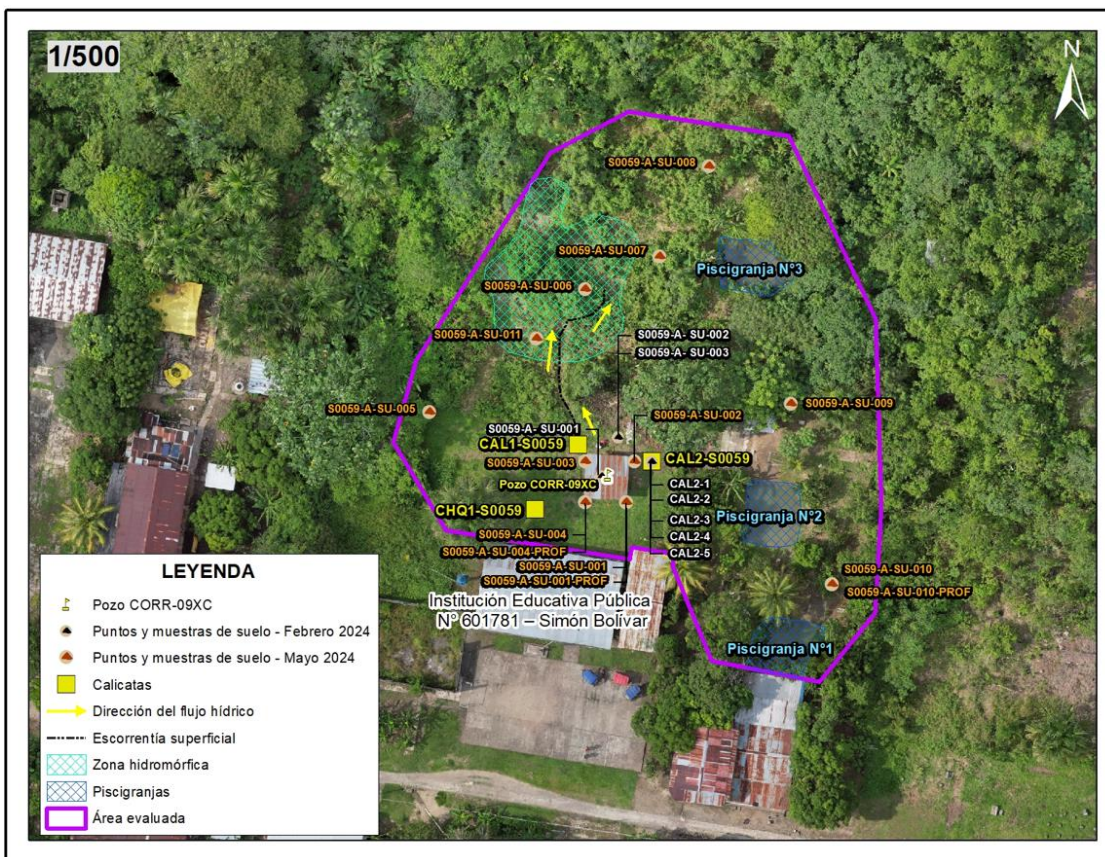 1/500
N
S0059-A-SU-008
S0059-A-SU-007
Piscigranja N°3
S0059-A-SU-006
S0059-A-SU-011
S0059-A- SU-002
S0059-A- SU-003
S0059-A-SU-005
S0059-A-SU-009
S0059-A-SU-002
S0059-A- SU-001
CAL1-S0059
S0059-A-SU-003
CAL2-S0059
Pozo CORR-09XC
CAL2-1
CAL2-2
CHQ1-S0059
Piscigranja N°2
CAL2-3
S0059-A-SU-004
CAL2-4
S0059-A-SU-004-PROF
CAL2-5
S0059-A-SU-001
S0059-A-SU-010
S0059-A-SU-001-PROF
S0059-A-SU-010-PROF
Institución Educativa Pública
N° 601781 – Simón Bolívar
Piscigranja N°1
LEYENDA
Pozo CORR-09XC
Puntos y muestras de suelo - Febrero 2024
Puntos y muestras de suelo - Mayo 2024
Calicatas
Dirección del flujo hídrico
Escorrentía superficial
Zona hidromórfica
Piscigranjas
Área evaluada